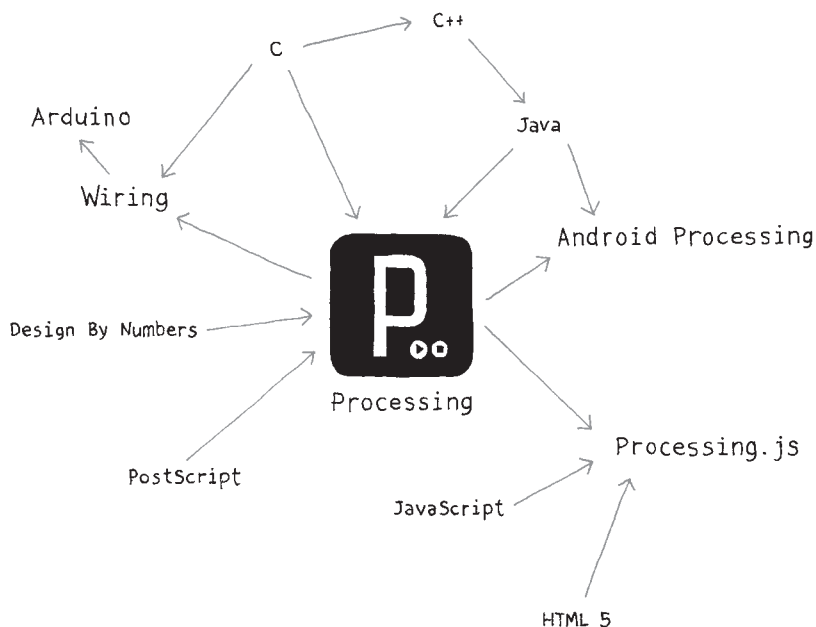 C++
C
Arduino
Java
Wiring
Android Processing
P
Design By Numbers
Processing
Processing.js
PostScript
JavaScript
HTML 5